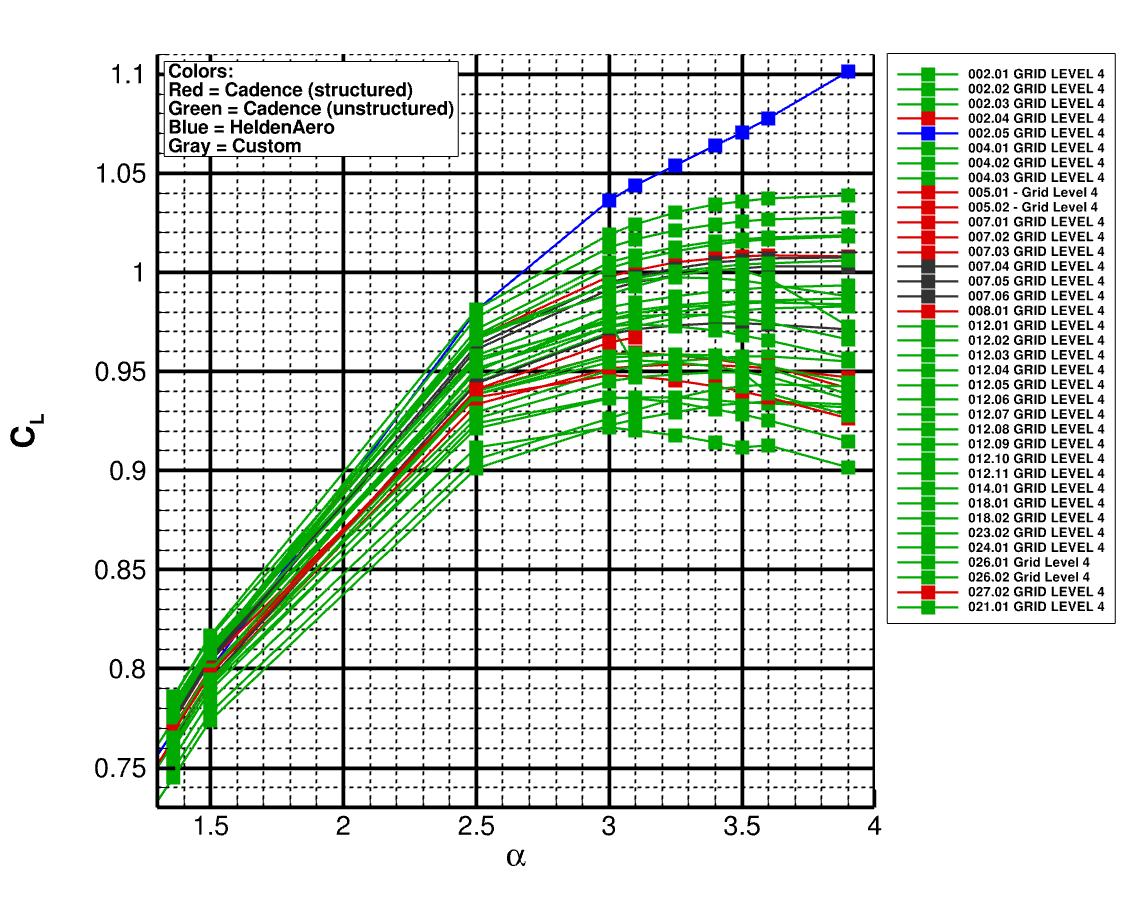 1.1
1.05
1
0.95
0.9
0.85
0.8
0.75
C_L
1.5
2
2.5
3
3.5
4
α
Colors:
Red = Cadence (structured)
Green = Cadence (unstructured)
Blue = HeldenAero
Gray = Custom
002.01 GRID LEVEL 4
002.02 GRID LEVEL 4
002.03 GRID LEVEL 4
002.04 GRID LEVEL 4
002.05 GRID LEVEL 4
004.01 GRID LEVEL 4
004.02 GRID LEVEL 4
004.03 GRID LEVEL 4
005.01 - Grid Level 4
005.02 - Grid Level 4
007.01 GRID LEVEL 4
007.02 GRID LEVEL 4
007.03 GRID LEVEL 4
007.04 GRID LEVEL 4
007.05 GRID LEVEL 4
007.06 GRID LEVEL 4
008.01 GRID LEVEL 4
012.01 GRID LEVEL 4
012.02 GRID LEVEL 4
012.03 GRID LEVEL 4
012.04 GRID LEVEL 4
012.05 GRID LEVEL 4
012.06 GRID LEVEL 4
012.07 GRID LEVEL 4
012.08 GRID LEVEL 4
012.09 GRID LEVEL 4
012.10 GRID LEVEL 4
012.11 GRID LEVEL 4
014.01 GRID LEVEL 4
018.01 GRID LEVEL 4
018.02 GRID LEVEL 4
023.02 GRID LEVEL 4
024.01 GRID LEVEL 4
026.01 Grid Level 4
026.02 Grid Level 4
027.02 GRID LEVEL 4
021.01 GRID LEVEL 4